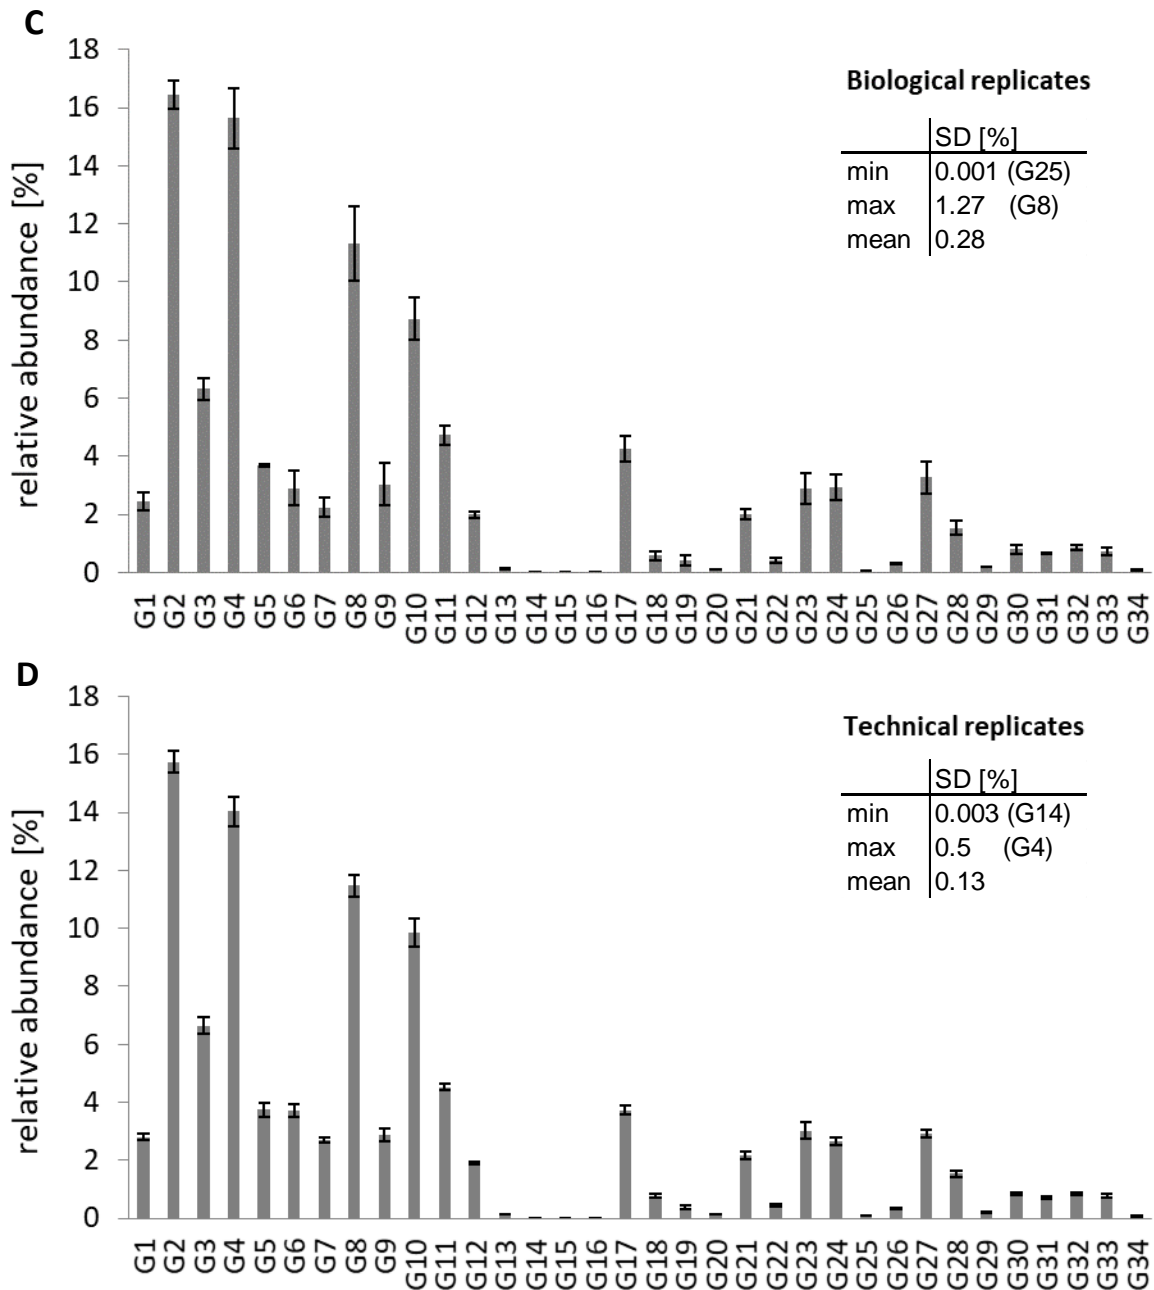 C
Biological replicates
SD [%]
min 0.001 (G25)
max 1.27 (G8)
mean 0.28
relative abundance [%]
18
16
14
12
10
8
6
4
2
0
G1 G2 G3 G4 G5 G6 G7 G8 G9 G10 G11 G12 G13 G14 G15 G16 G17 G18 G19 G20 G21 G22 G23 G24 G25 G26 G27 G28 G29 G30 G31 G32 G33 G34
D
Technical replicates
SD [%]
min 0.003 (G14)
max 0.5 (G4)
mean 0.13
relative abundance [%]
18
16
14
12
10
8
6
4
2
0
G1 G2 G3 G4 G5 G6 G7 G8 G9 G10 G11 G12 G13 G14 G15 G16 G17 G18 G19 G20 G21 G22 G23 G24 G25 G26 G27 G28 G29 G30 G31 G32 G33 G34